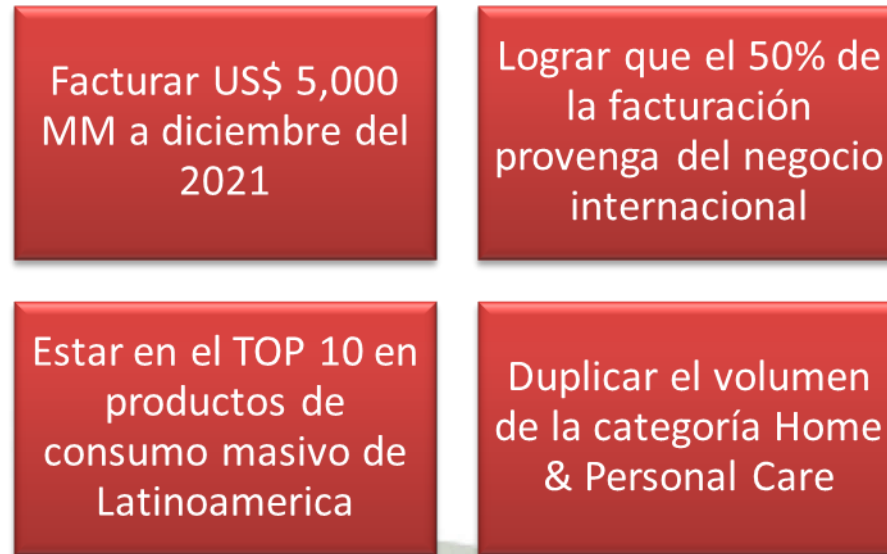 Facturar US$ 5,000
MM a diciembre del
2021
Lograr que el 50% de
la facturación
provenga del negocio
internacional
Estar en el TOP 10 en
productos de
consumo masivo de
Latinoamerica
Duplicar el volumen
de la categoría Home
& Personal Care